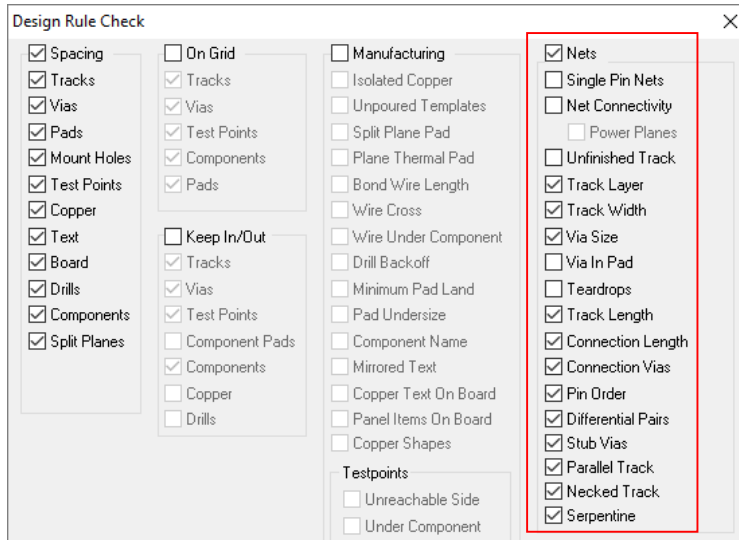 Design Rule Check
Spacing
Tracks
Vias
Pads
Mount Holes
Test Points
Copper
Text
Board
Drills
Components
Split Planes
On Grid
Tracks
Vias
Test Points
Components
Pads
Keep In/Out
Tracks
Vias
Test Points
Component Pads
Components
Copper
Drills
Manufacturing
Isolated Copper
Unpoured Templates
Split Plane Pad
Plane Thermal Pad
Bond Wire Length
Wire Cross
Wire Under Component
Drill Backoff
Minimum Pad Land
Pad Undersize
Component Name
Mirrored Text
Copper Text On Board
Panel Items On Board
Copper Shapes
Testpoints
Unreachable Side
Under Component
Nets
Single Pin Nets
Net Connectivity
Power Planes
Unfinished Track
Track Layer
Track Width
Via Size
Via In Pad
Teardrops
Track Length
Connection Length
Connection Vias
Pin Order
Differential Pairs
Stub Vias
Parallel Track
Necked Track
Serpentine